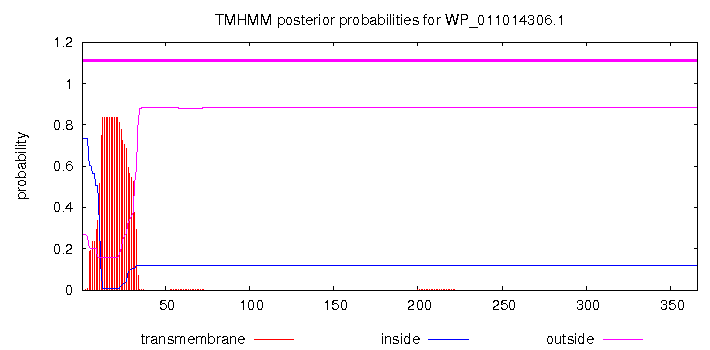 TMHMM posterior probabilities for WP_011014306.1
1.2
1
0.8
0.6
0.4
0.2
0
probability
50 100 150 200 250 300 350
transmembrane inside outside